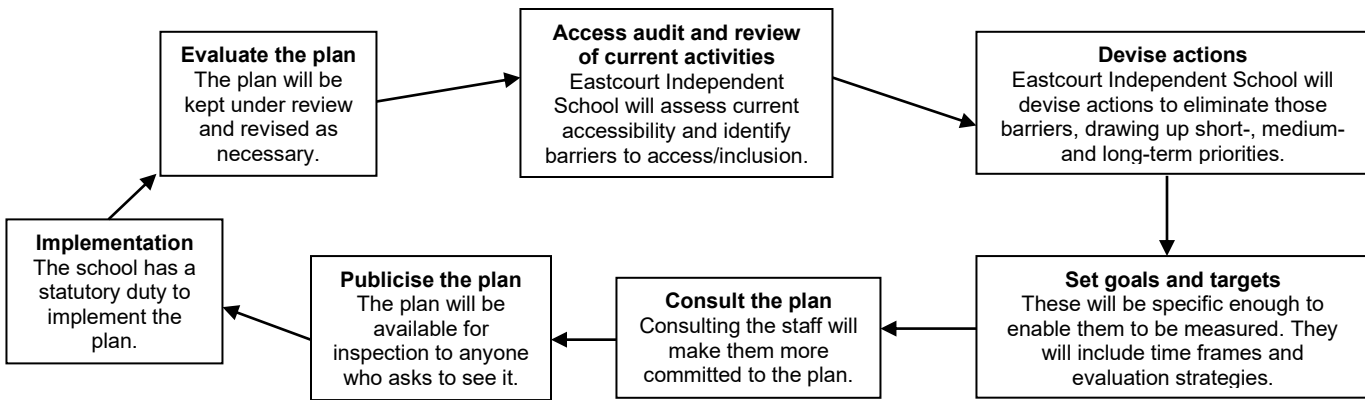 Evaluate the plan
The plan will be
kept under review
and revised as
necessary.
Access audit and review
of current activities
Eastcourt Independent
School will assess current
accessibility and identify
barriers to access/inclusion.
Devise actions
Eastcourt Independent School will
devise actions to eliminate those
barriers, drawing up short-, medium-
and long-term priorities.
Implementation
The school has a
statutory duty to
implement the
plan.
Publicise the plan
The plan will be
available for
inspection to anyone
who asks to see it.
Consult the plan
Consulting the staff will
make them more
committed to the plan.
Set goals and targets
These will be specific enough to
enable them to be measured. They
will include time frames and
evaluation strategies.